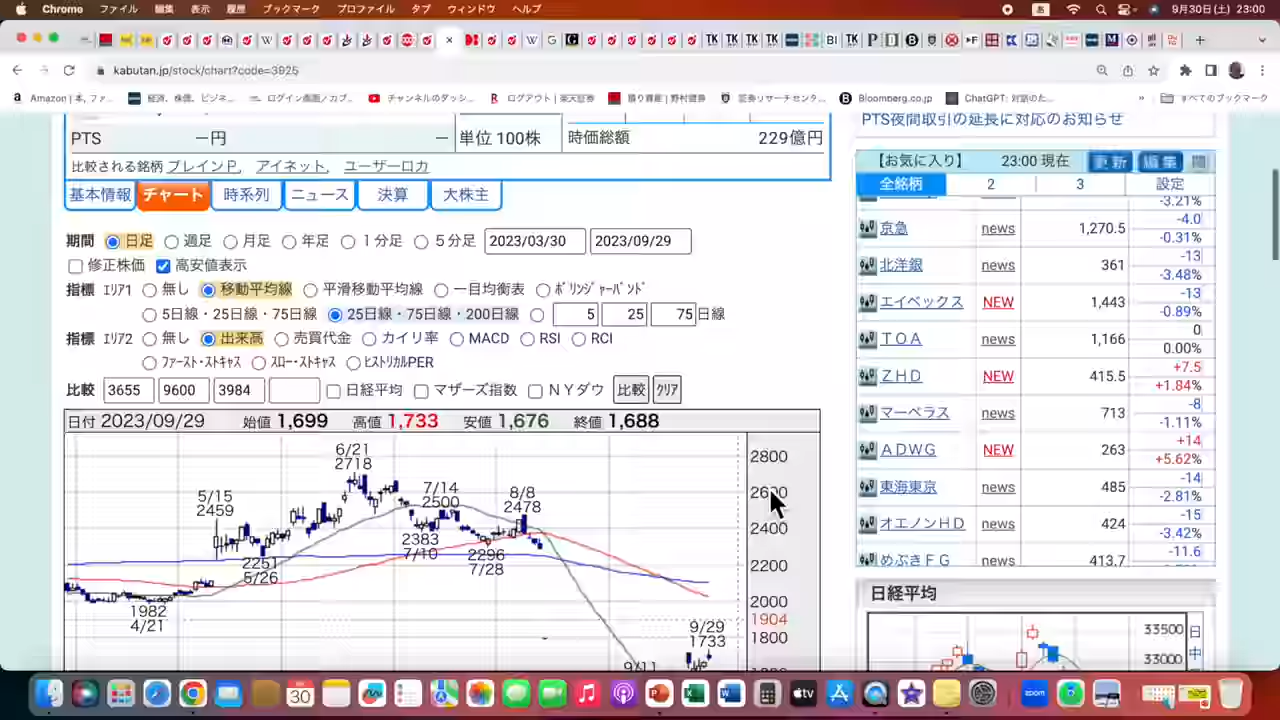 Chromo ファイル 編集 表示 履歴 ブックマーク プロファイル タブ ウィンドウ ヘルプ 9月30日(土) 23:00
kabutan.jp/stock/chart?code=3925
Amazon | 本, ファ... 経済、株価、ビジネ... ログイン画面／カブ... チャンネルのダッシ... ログアウト | 楽天証券 預り資産 | 野村證券 証券リサーチセンタ... Bloomberg.co.jp ChatGPT: 対話のた... » すべてのブックマーク
PTS －円 － 単位 100株 時価総額 229億円
比較される銘柄 ブレインＰ, アイネット, ユーザーロカ
基本情報 チャート 時系列 ニュース 決算 大株主
期間 日足 週足 月足 年足 １分足 ５分足 2023/03/30 2023/09/29
修正株価 高安値表示
指標 ｴﾘｱ1 無し 移動平均線 平滑移動平均線 一目均衡表 ﾎﾞﾘﾝｼﾞｬｰﾊﾞﾝﾄﾞ
5日線・25日線・75日線 25日線・75日線・200日線 5 25 75 日線
指標 ｴﾘｱ2 無し 出来高 売買代金 カイリ率 MACD RSI RCI
ﾌｧｰｽﾄ・ｽﾄｷｬｽ ｽﾛｰ・ｽﾄｷｬｽ ﾋｽﾄﾘｶﾙPER
比較 3655 9600 3984 日経平均 マザーズ指数 ＮＹダウ 比較 ｸﾘｱ
日付 2023/09/29 始値 1,699 高値 1,733 安値 1,676 終値 1,688
6/21
2718
5/15
2459
7/14
2500
8/8
2478
2383
7/10
2251
5/26
2296
7/28
1982
4/21
9/29
1733
9/11
2800
2600
2400
2200
2000
1904
1800
PTS夜間取引の延長に対応のお知らせ
【お気に入り】 23:00 現在 更新 編集
全銘柄 2 3 設定
-3.21%
京急 news 1,270.5 -4.0 -0.31%
北洋銀 news 361 -13 -3.48%
エイベックス NEW 1,443 -13 -0.89%
ＴＯＡ news 1,166 0 0.00%
ＺＨＤ NEW 415.5 +7.5 +1.84%
マーベラス news 713 -8 -1.11%
ＡＤＷＧ NEW 263 +14 +5.62%
東海東京 news 485 -14 -2.81%
オエノンＨＤ news 424 -15 -3.42%
めぶきＦＧ news 413.7 -11.6
日経平均
33500
33000
日
中